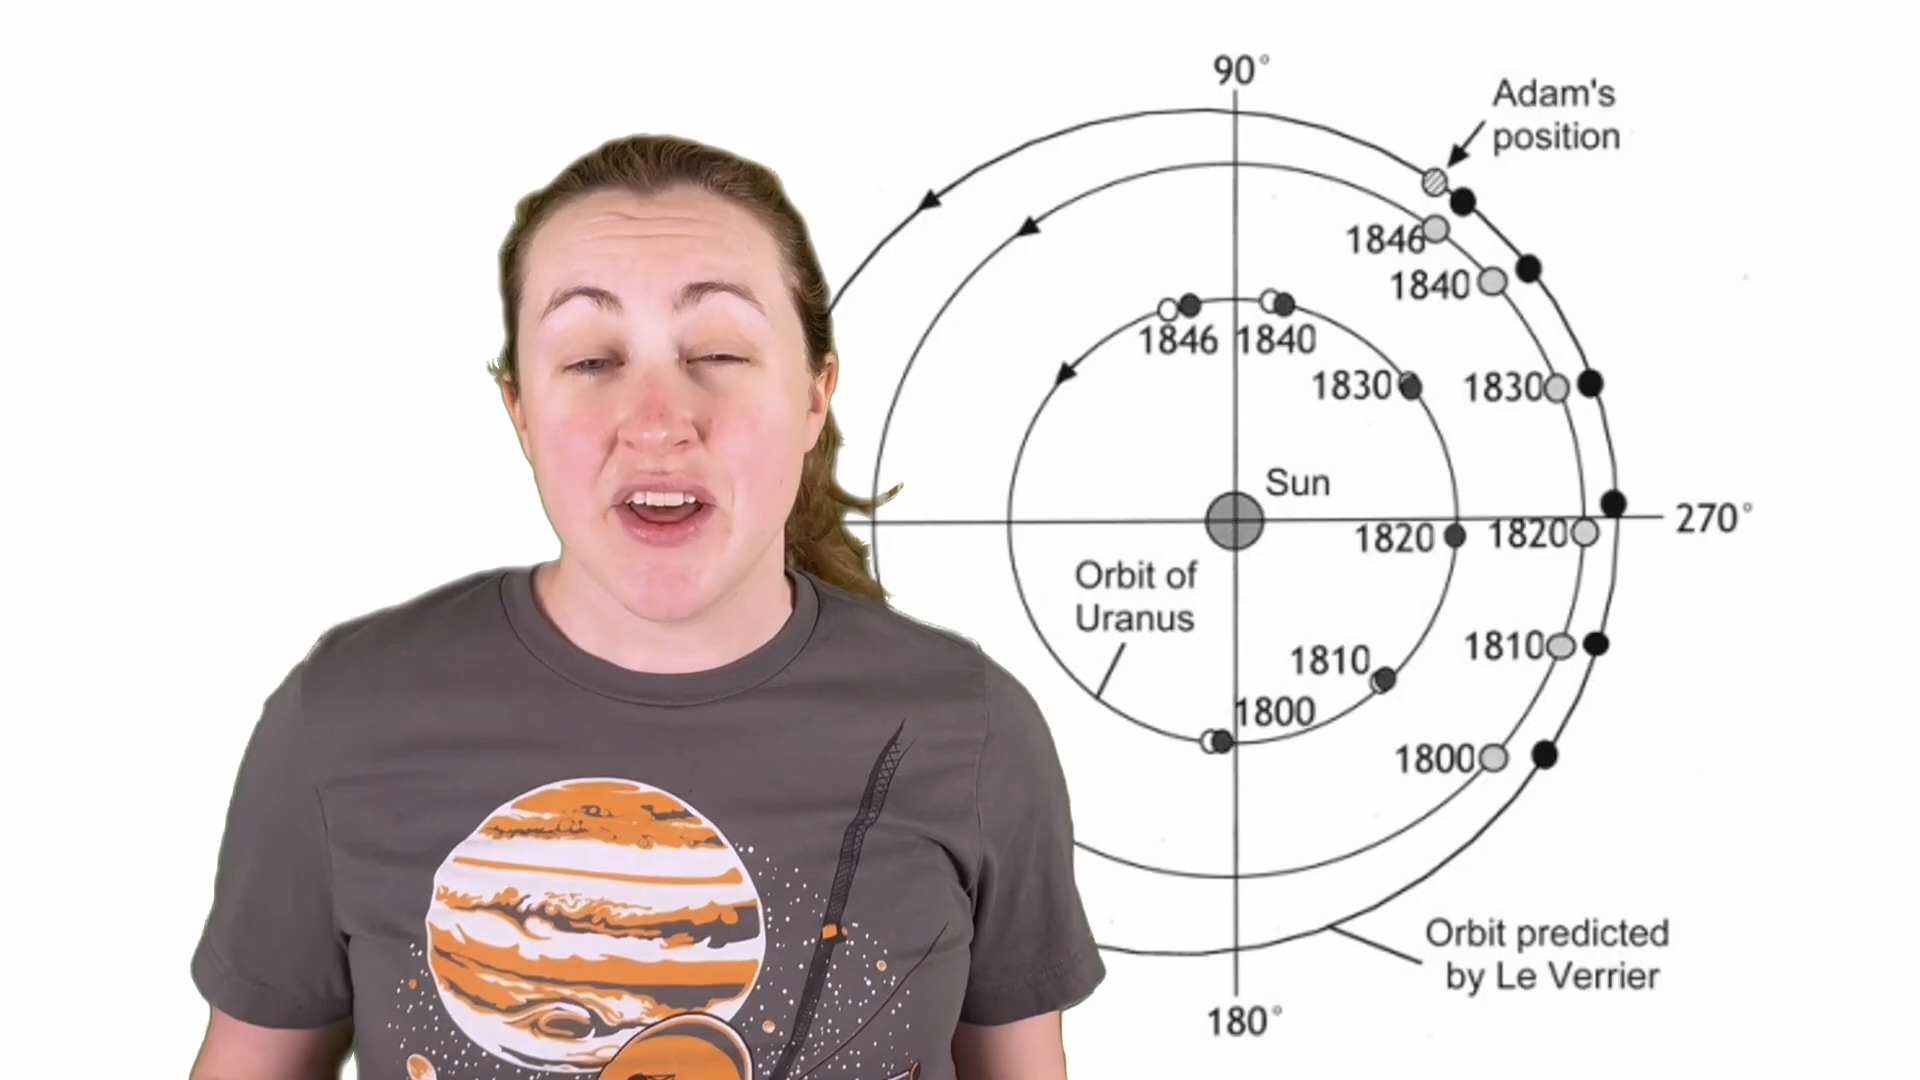 90°
Adam's
position
1846
1840
1846 1840
1830
1830
Sun
270°
1820
1820
Orbit of
Uranus
1810
1810
1800
1800
Orbit predicted
by Le Verrier
180°